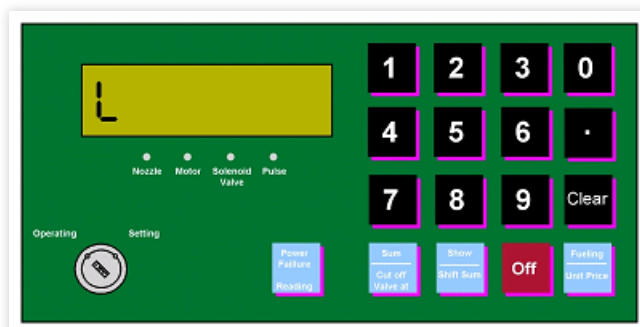 1 2 3 0
L
4 5 6 .
Nozzle Motor Solenoid Valve Pulse
7 8 9 Clear
Operating Setting
Power Failure Reading
Sum Cut off Valve at
Show Shift Sum
Off
Fueling Unit Price